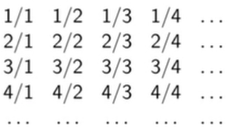 1/1 1/2 1/3 1/4 ...
2/1 2/2 2/3 2/4 ...
3/1 3/2 3/3 3/4 ...
4/1 4/2 4/3 4/4 ...
... ... ... ... ...